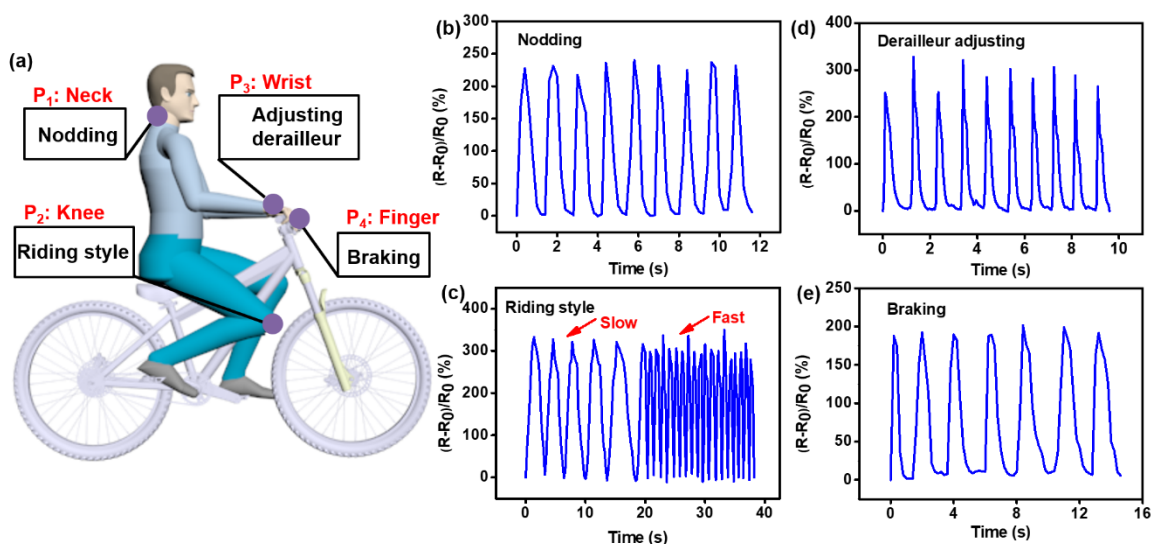 (a)
P₁: Neck
Nodding
P₃: Wrist
Adjusting
derailleur
P₂: Knee
Riding style
P₄: Finger
Braking
(b)
Nodding
300
250
200
150
100
50
0
(R-R₀)/R₀ (%)
0 2 4 6 8 10 12
Time (s)
(d)
Derailleur adjusting
400
300
200
100
0
(R-R₀)/R₀ (%)
0 2 4 6 8 10
Time (s)
(c)
Riding style
Slow
Fast
400
300
200
100
0
(R-R₀)/R₀ (%)
0 10 20 30 40
Time (s)
(e)
Braking
200
150
100
50
0
(R-R₀)/R₀ (%)
0 4 8 12 16
Time (s)